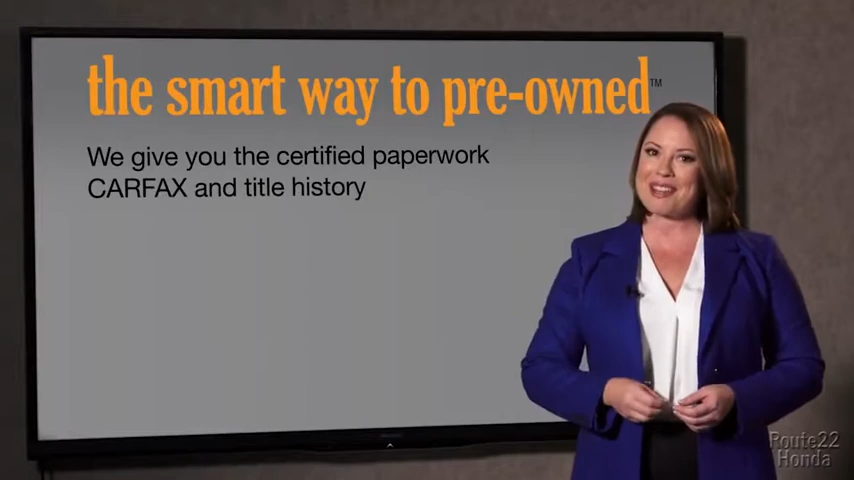 the smart way to pre-owned™
We give you the certified paperwork
CARFAX and title history
Route22
Honda